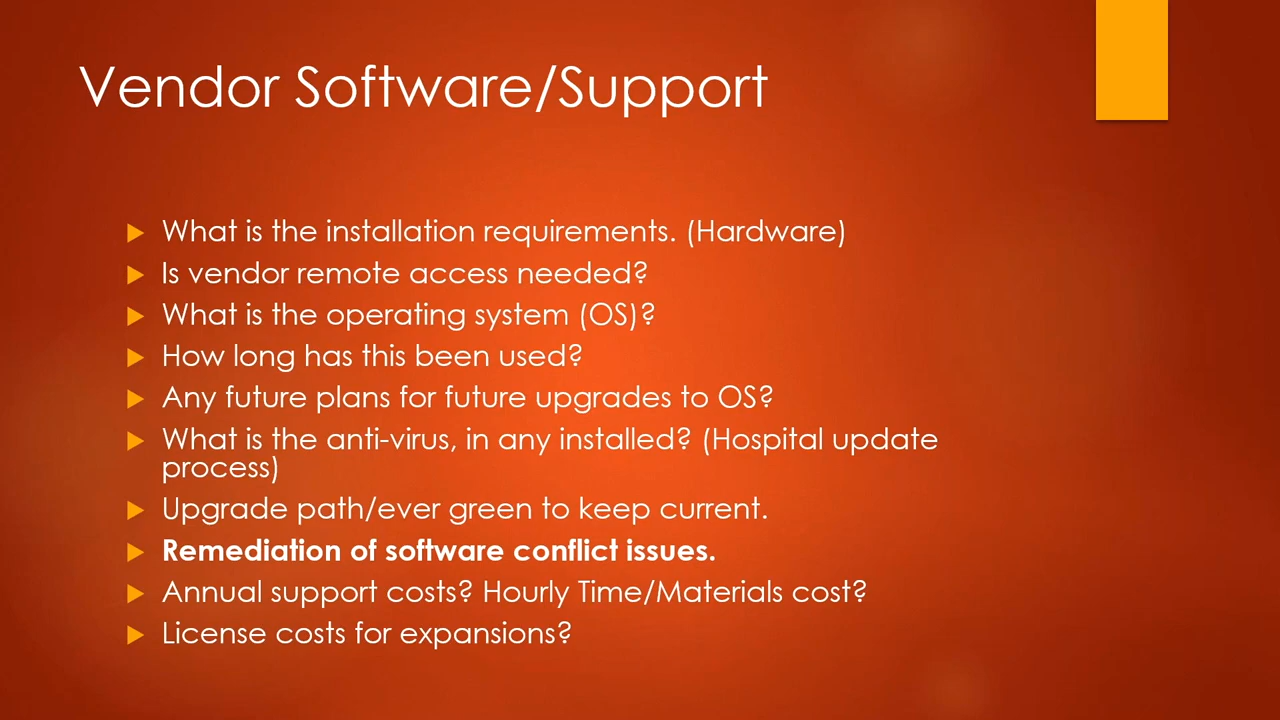 Vendor Software/Support
What is the installation requirements. (Hardware)
Is vendor remote access needed?
What is the operating system (OS)?
How long has this been used?
Any future plans for future upgrades to OS?
What is the anti-virus, in any installed? (Hospital update
process)
Upgrade path/ever green to keep current.
Remediation of software conflict issues.
Annual support costs? Hourly Time/Materials cost?
License costs for expansions?